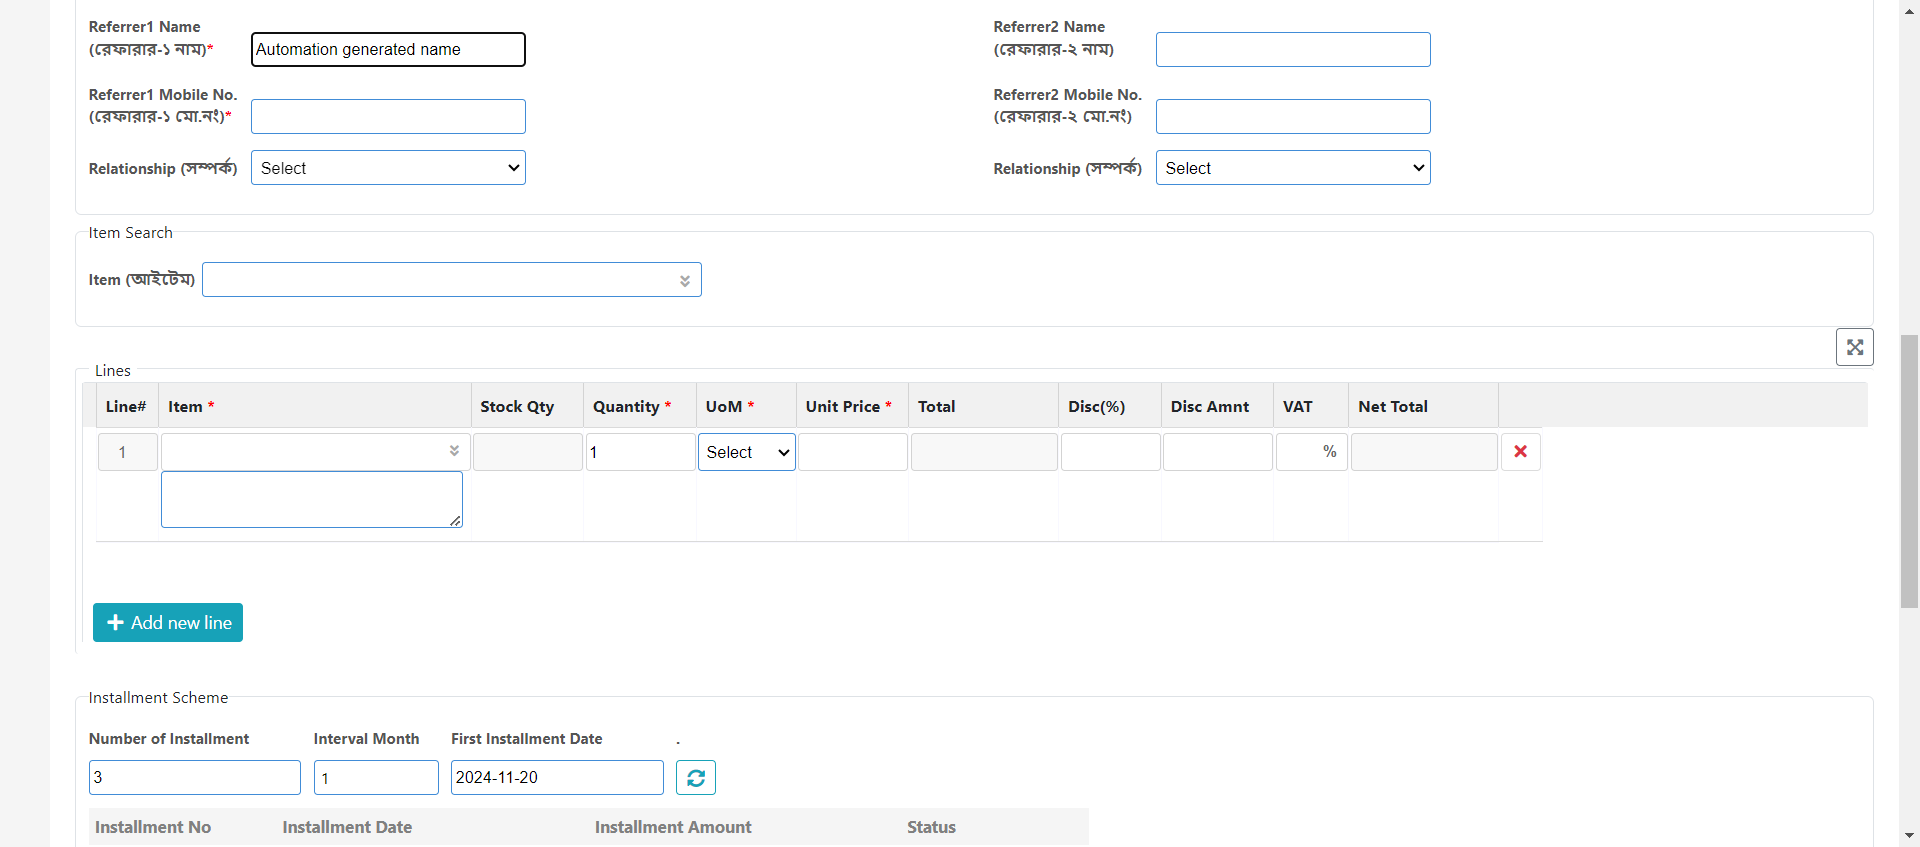 Referrer1 Name
(রেফারার-১ নাম)*
Automation generated name
Referrer2 Name
(রেফারার-২ নাম)
Referrer1 Mobile No.
(রেফারার-১ মো.নং)*
Referrer2 Mobile No.
(রেফারার-২ মো.নং)
Relationship (সম্পর্ক)
Select
Relationship (সম্পর্ক)
Select
Item Search
Item (আইটেম)
Lines
Line# Item * Stock Qty Quantity * UoM * Unit Price * Total Disc(%) Disc Amnt VAT Net Total
1 1 Select %
Add new line
Installment Scheme
Number of Installment Interval Month First Installment Date .
3 1 2024-11-20
Installment No Installment Date Installment Amount Status